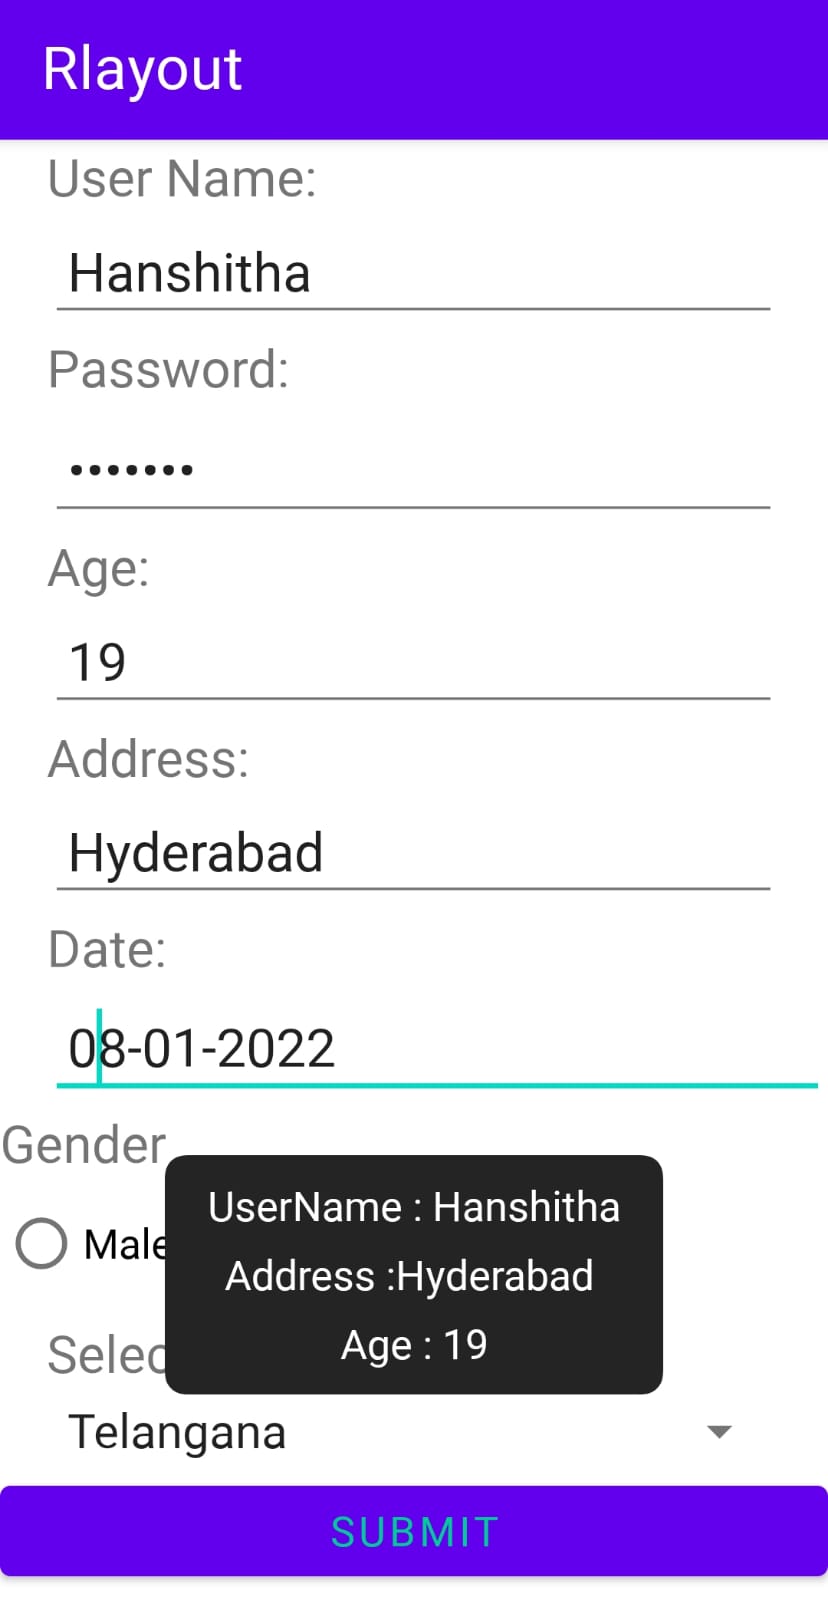 Rlayout
User Name:
Hanshitha
Password:
•••••••
Age:
19
Address:
Hyderabad
Date:
08-01-2022
Gender
Male
UserName : Hanshitha
Address :Hyderabad
Age : 19
Telangana
SUBMIT